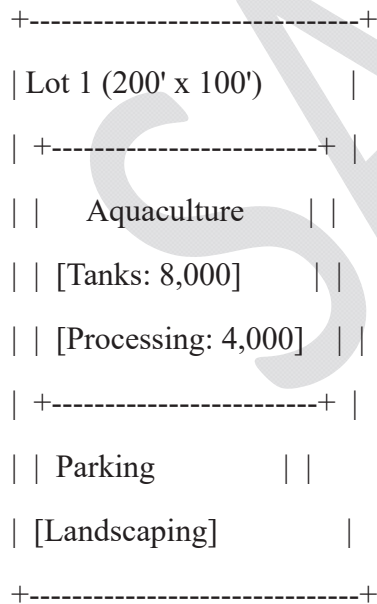 +-------------------------------+
| Lot 1 (200' x 100') |
| +-------------------------+ |
| | Aquaculture | |
| | [Tanks: 8,000] | |
| | [Processing: 4,000] | |
| +-------------------------+ |
| | Parking | |
| [Landscaping] |
+-------------------------------+